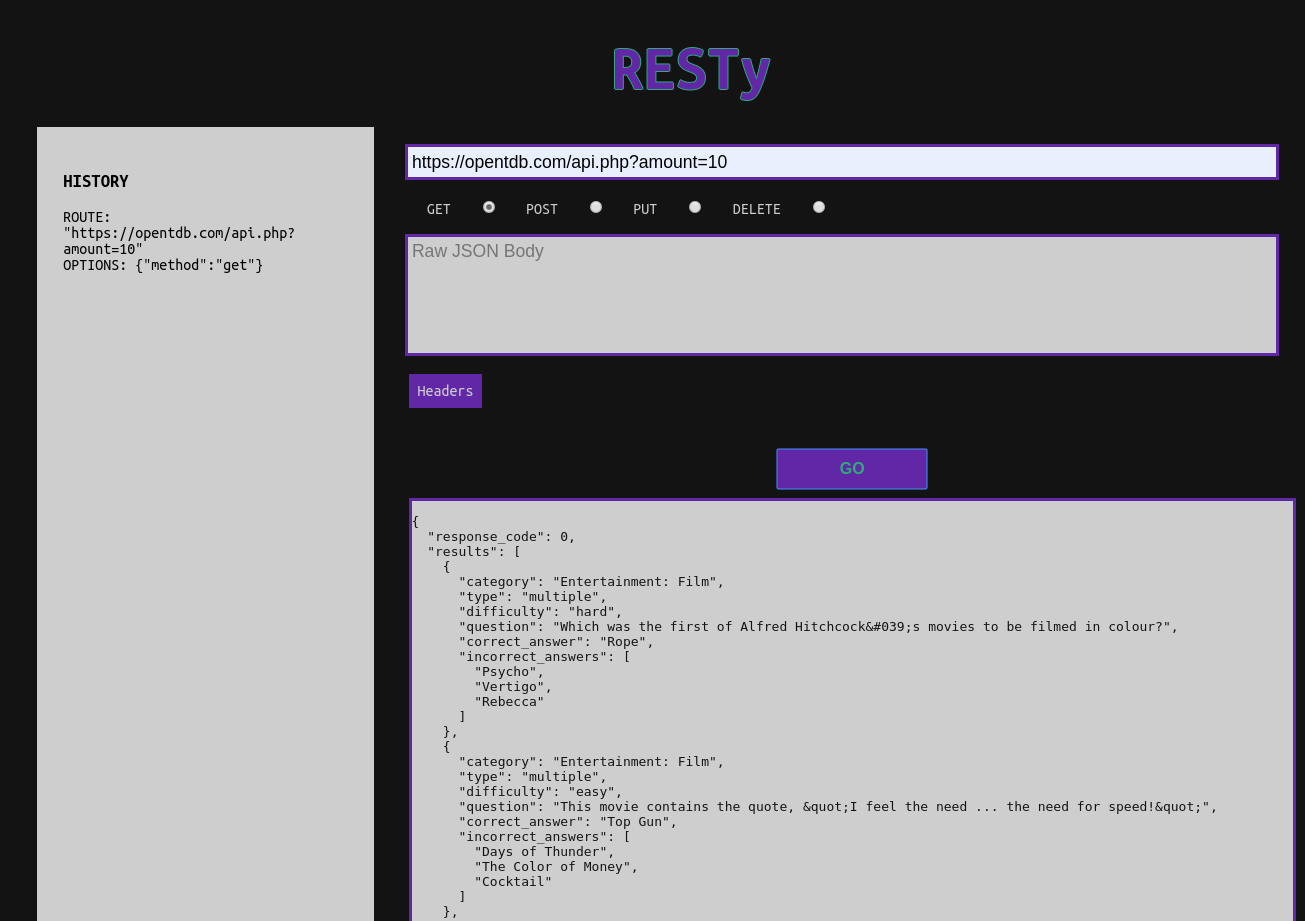 RESTy
HISTORY
ROUTE:
"https://opentdb.com/api.php?
amount=10"
OPTIONS: {"method":"get"}
https://opentdb.com/api.php?amount=10
GET POST PUT DELETE
Raw JSON Body
Headers
GO
{
  "response_code": 0,
  "results": [
    {
      "category": "Entertainment: Film",
      "type": "multiple",
      "difficulty": "hard",
      "question": "Which was the first of Alfred Hitchcock&#039;s movies to be filmed in colour?",
      "correct_answer": "Rope",
      "incorrect_answers": [
        "Psycho",
        "Vertigo",
        "Rebecca"
      ]
    },
    {
      "category": "Entertainment: Film",
      "type": "multiple",
      "difficulty": "easy",
      "question": "This movie contains the quote, &quot;I feel the need ... the need for speed!&quot;",
      "correct_answer": "Top Gun",
      "incorrect_answers": [
        "Days of Thunder",
        "The Color of Money",
        "Cocktail"
      ]
    },